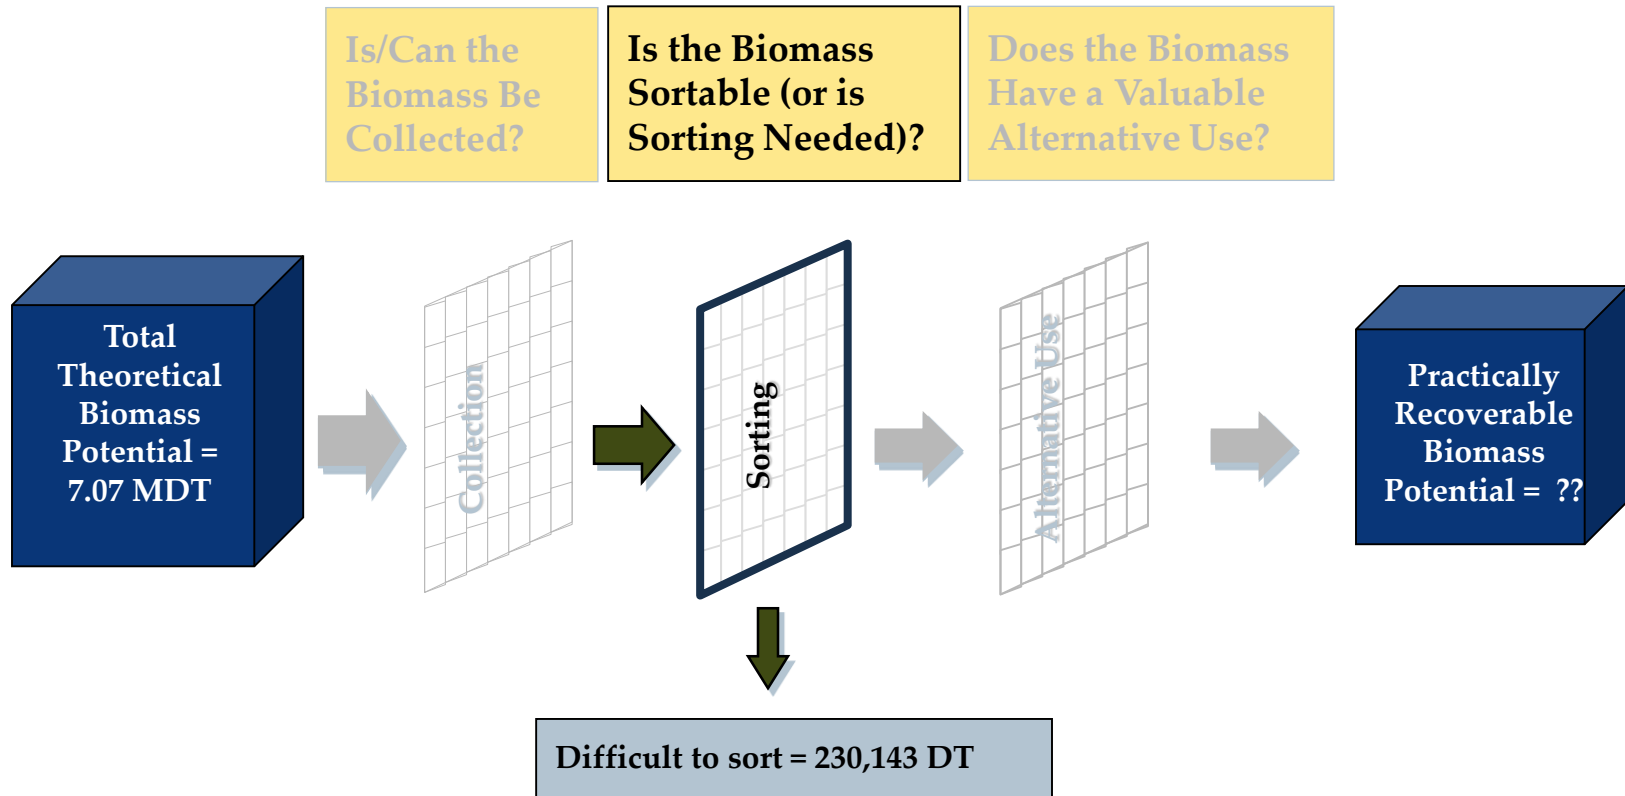 Is/Can the
Biomass Be
Collected?
Is the Biomass
Sortable (or is
Sorting Needed)?
Does the Biomass
Have a Valuable
Alternative Use?
Total
Theoretical
Biomass
Potential =
7.07 MDT
Collection
Sorting
Alternative Use
Practically
Recoverable
Biomass
Potential = ??
Difficult to sort = 230,143 DT